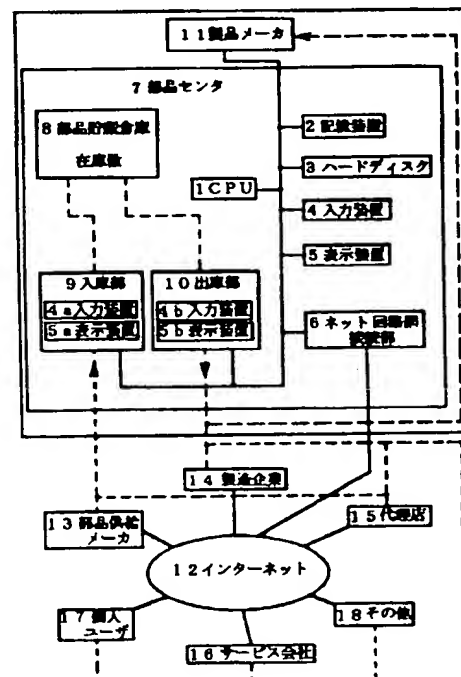 11製品メーカ
7部品センタ
8部品貯蔵倉庫
在庫数
2記憶装置
3ハードディスク
1CPU
4入力装置
5表示装置
9入庫部
4a入力装置
5a表示装置
10出庫部
4b入力装置
5b表示装置
6ネット回路網
接続部
14製造企業
13部品供給
メーカ
15代理店
12インターネット
17個人
ユーザ
16サービス会社
18その他